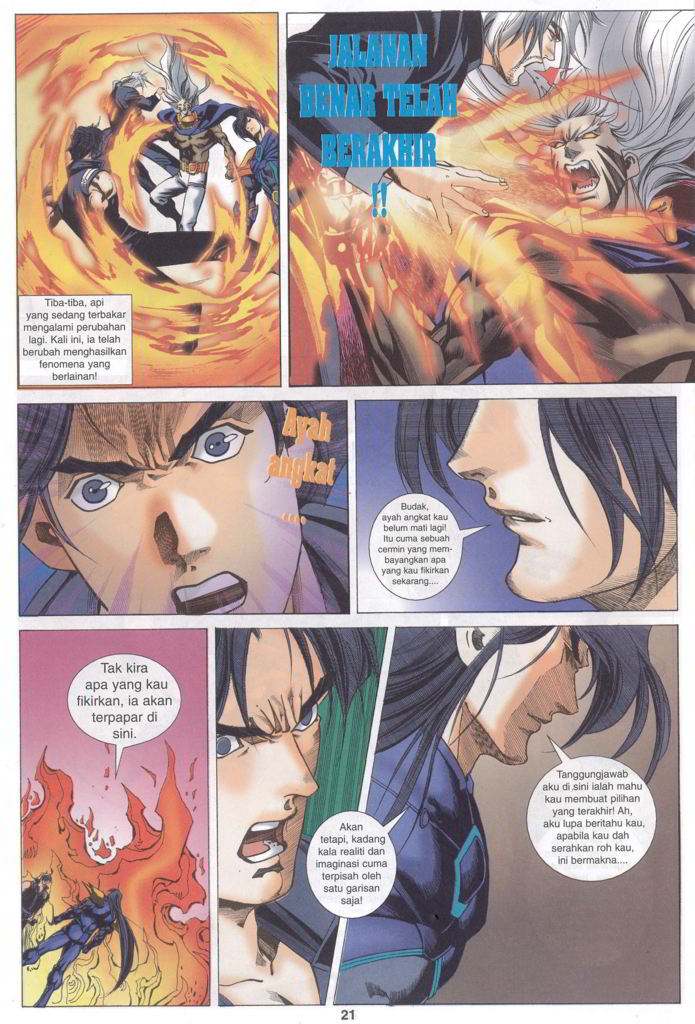 Tiba-tiba, api
yang sedang terbakar
mengalami perubahan
lagi. Kali ini, ia telah
berubah menghasilkan
fenomena yang
berlainan!
JALANAN
BENAR TELAH
BERAKHIR
!!
Ayah
angkat
.....
Budak,
ayah angkat kau
belum mati lagi!
Itu cuma sebuah
cermin yang mem-
bayangkan apa
yang kau fikirkan
sekarang....
Tak kira
apa yang kau
fikirkan, ia akan
terpapar di
sini.
Akan
tetapi, kadang
kala realiti dan
imaginasi cuma
terpisah oleh
satu garisan
saja!
Tanggungjawab
aku di sini ialah mahu
kau membuat pilihan
yang terakhir! Ah,
aku lupa beritahu kau,
apabila kau dah
serahkan roh kau,
ini bermakna....
21